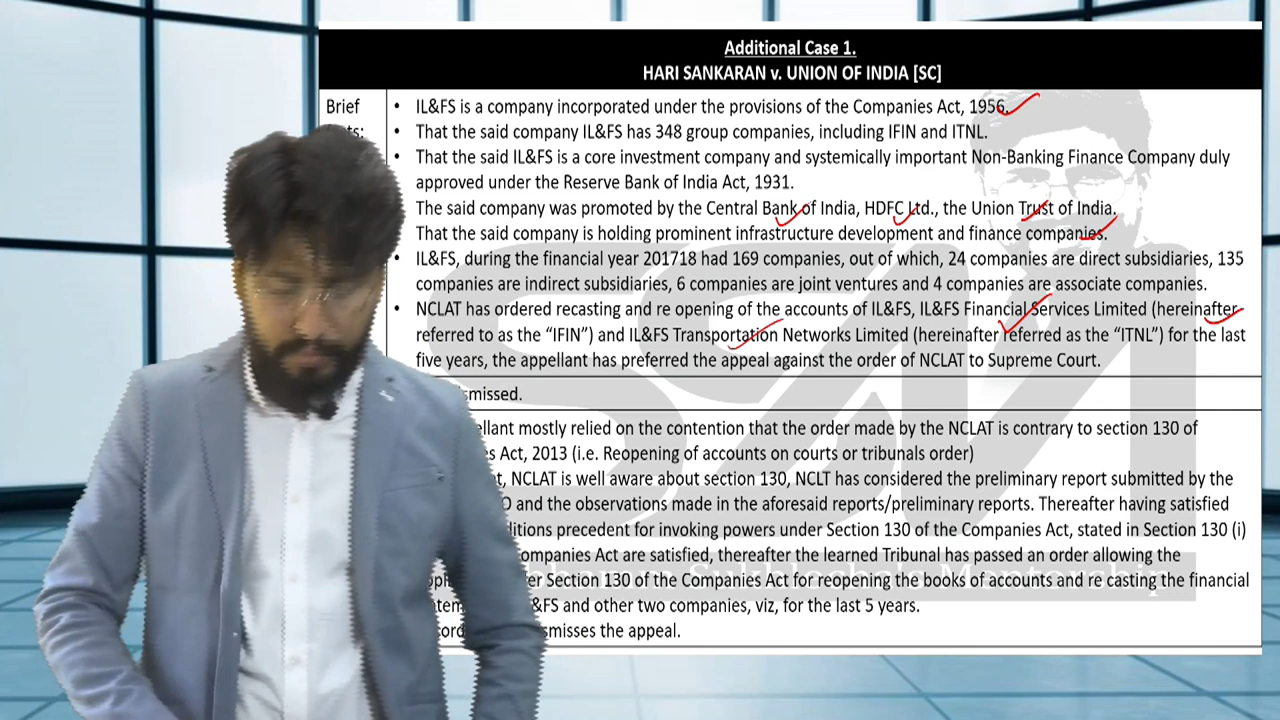 Additional Case 1.
HARI SANKARAN v. UNION OF INDIA [SC]
Brief
• IL&FS is a company incorporated under the provisions of the Companies Act, 1956.
• That the said company IL&FS has 348 group companies, including IFIN and ITNL.
• That the said IL&FS is a core investment company and systemically important Non-Banking Finance Company duly
approved under the Reserve Bank of India Act, 1931.
The said company was promoted by the Central Bank of India, HDFC Ltd., the Union Trust of India.
That the said company is holding prominent infrastructure development and finance companies.
• IL&FS, during the financial year 201718 had 169 companies, out of which, 24 companies are direct subsidiaries, 135
companies are indirect subsidiaries, 6 companies are joint ventures and 4 companies are associate companies.
• NCLAT has ordered recasting and re opening of the accounts of IL&FS, IL&FS Financial Services Limited (hereinafter
referred to as the “IFIN”) and IL&FS Transportation Networks Limited (hereinafter referred as the “ITNL”) for the last
five years, the appellant has preferred the appeal against the order of NCLAT to Supreme Court.
smissed.
ellant mostly relied on the contention that the order made by the NCLAT is contrary to section 130 of
s Act, 2013 (i.e. Reopening of accounts on courts or tribunals order)
t, NCLAT is well aware about section 130, NCLT has considered the preliminary report submitted by the
O and the observations made in the aforesaid reports/preliminary reports. Thereafter having satisfied
ditions precedent for invoking powers under Section 130 of the Companies Act, stated in Section 130 (i)
ompanies Act are satisfied, thereafter the learned Tribunal has passed an order allowing the
er Section 130 of the Companies Act for reopening the books of accounts and re casting the financial
&FS and other two companies, viz, for the last 5 years.
smisses the appeal.